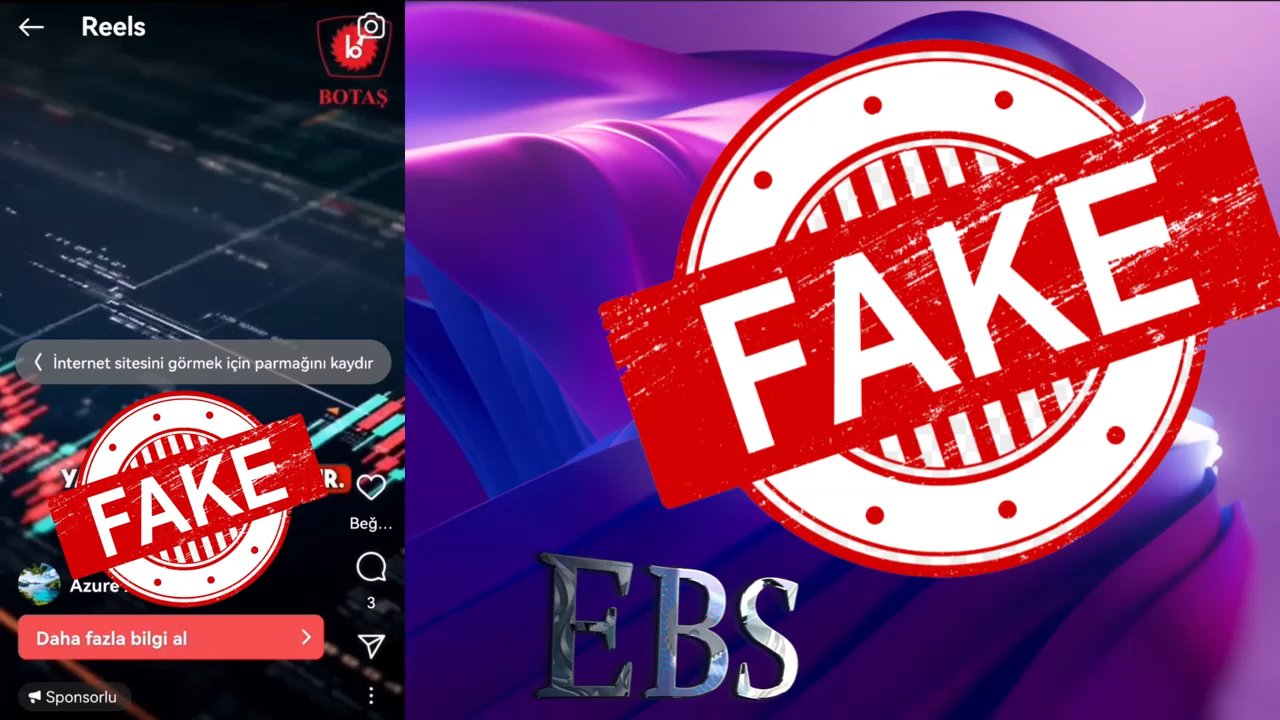 Reels
BOTAŞ
İnternet sitesini görmek için parmağını kaydır
R.
FAKE
Beğ...
Azure
3
Daha fazla bilgi al
Sponsorlu
FAKE
EBS